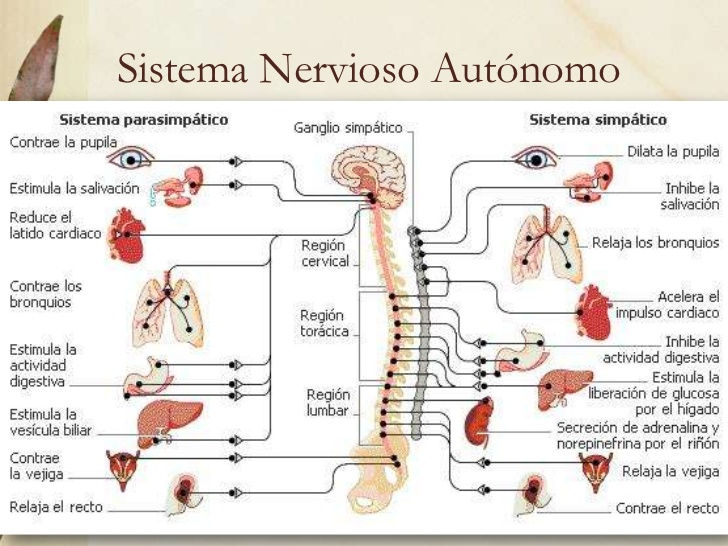 Sistema Nervioso Autónomo
Sistema parasimpático
Contrae la pupila
Estimula la salivación
Reduce el
latido cardiaco
Contrae los
bronquios
Estimula la
actividad
digestiva
Estimula la
vesícula biliar
Contrae
la vejiga
Relaja el recto
Ganglio simpático
Región
cervical
Región
torácica
Región
lumbar
Sistema simpático
Dilata la pupila
Inhibe la
salivación
Relaja los bronquios
Acelera el
impulso cardiaco
Inhibe la
actividad digestiva
Estimula la
liberación de glucosa
por el hígado
Secreción de adrenalina y
norepinefrina por el riñón
Relaja la vejiga
Contrae el recto